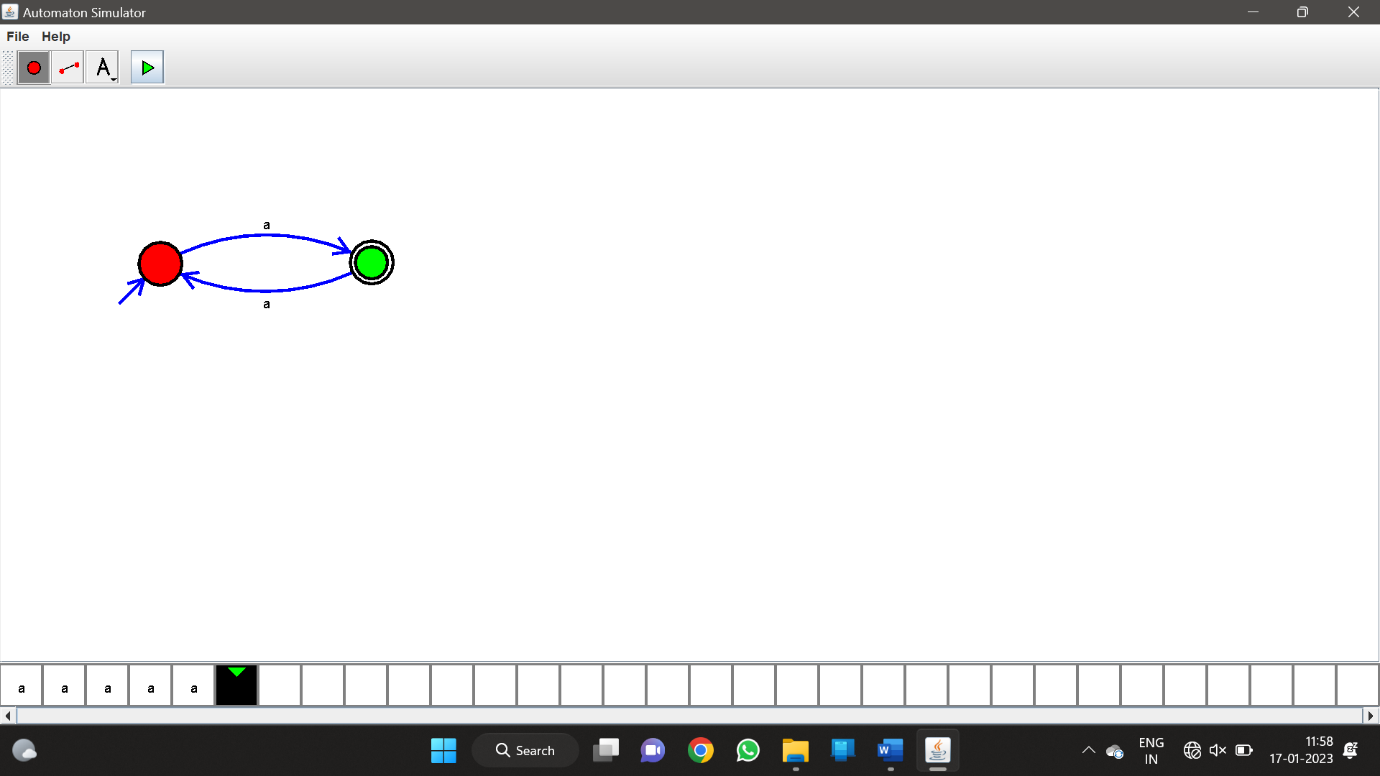 Automaton Simulator
File Help
A
a
a
a a a a a
Search
ENG
IN
11:58
17-01-2023